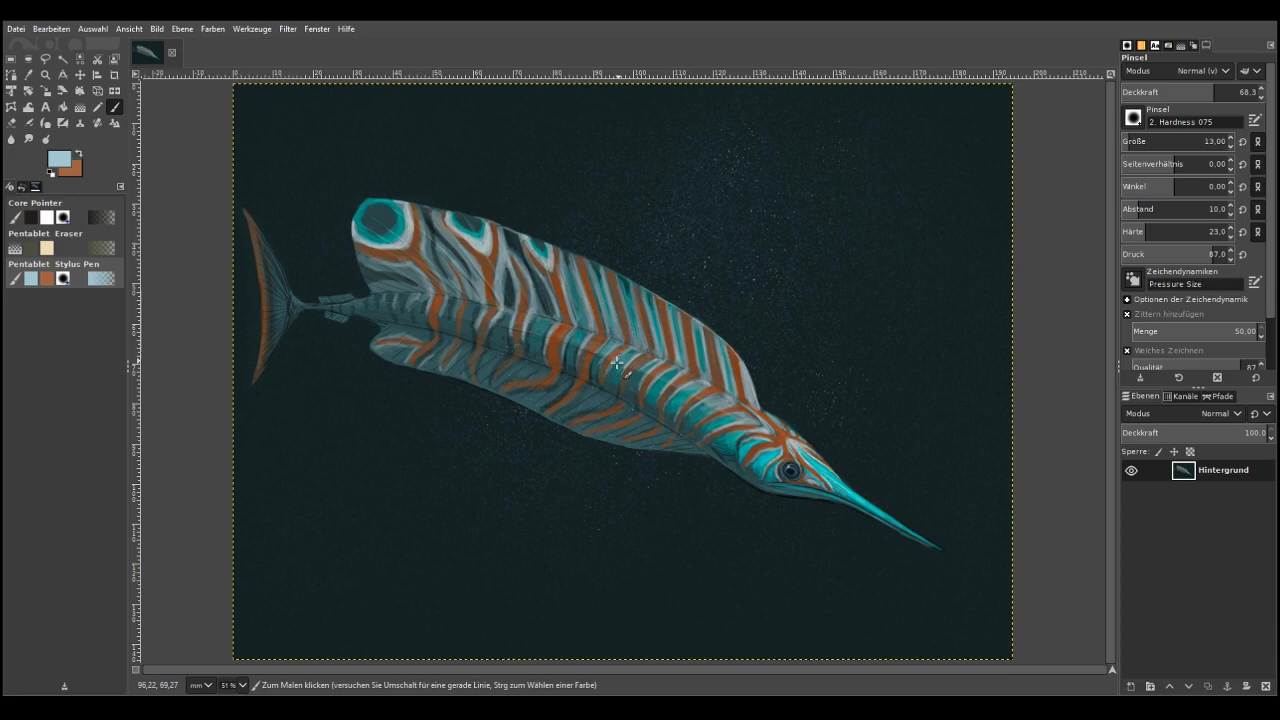 Datei Bearbeiten Auswahl Ansicht Bild Ebene Farben Werkzeuge Filter Fenster Hilfe
Pinsel
Modus Normal (v)
Deckkraft 68,3
Pinsel
2. Hardness 075
Größe 13,00
Seitenverhältnis 0,00
Winkel 0,00
Abstand 10,0
Härte 23,0
Druck 87,0
Zeichendynamiken
Pressure Size
Optionen der Zeichendynamik
Zittern hinzufügen
Menge 50,00
Weiches Zeichnen
Qualität 87
Core Pointer
Pentablet Eraser
Pentablet Stylus Pen
Ebenen Kanäle Pfade
Modus Normal
Deckkraft 100,0
Sperre:
Hintergrund
96,22, 69,27 mm 51 % Zum Malen klicken (versuchen Sie Umschalt für eine gerade Linie, Strg zum Wählen einer Farbe)